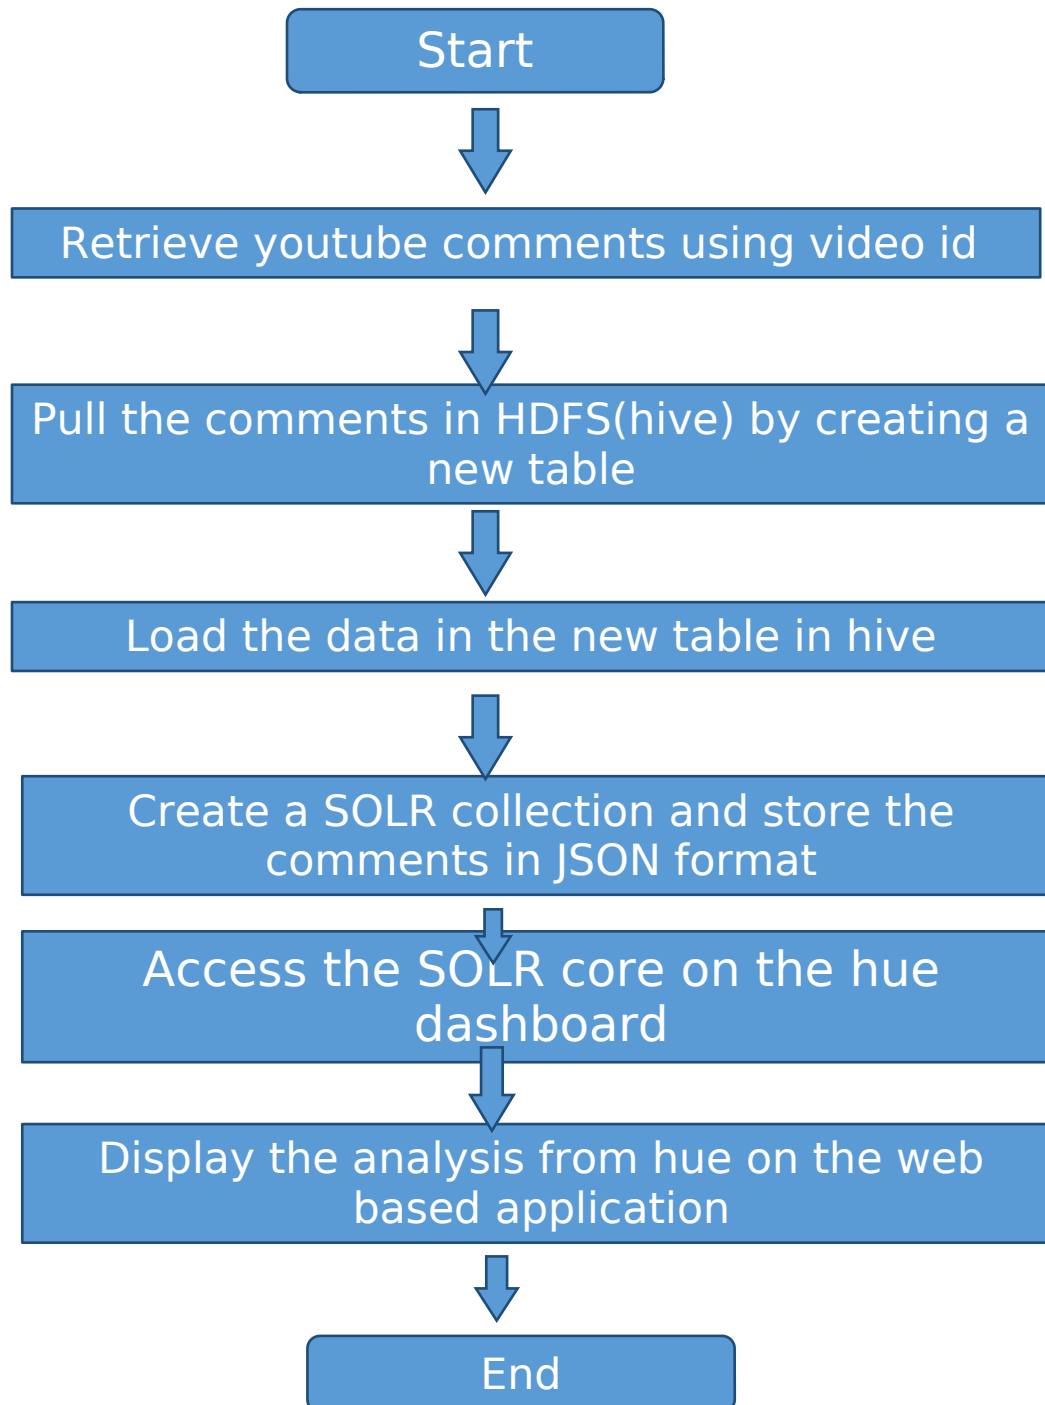 Start
Retrieve youtube comments using video id
Pull the comments in HDFS(hive) by creating a
new table
Load the data in the new table in hive
Create a SOLR collection and store the
comments in JSON format
Access the SOLR core on the hue
dashboard
Display the analysis from hue on the web
based application
End